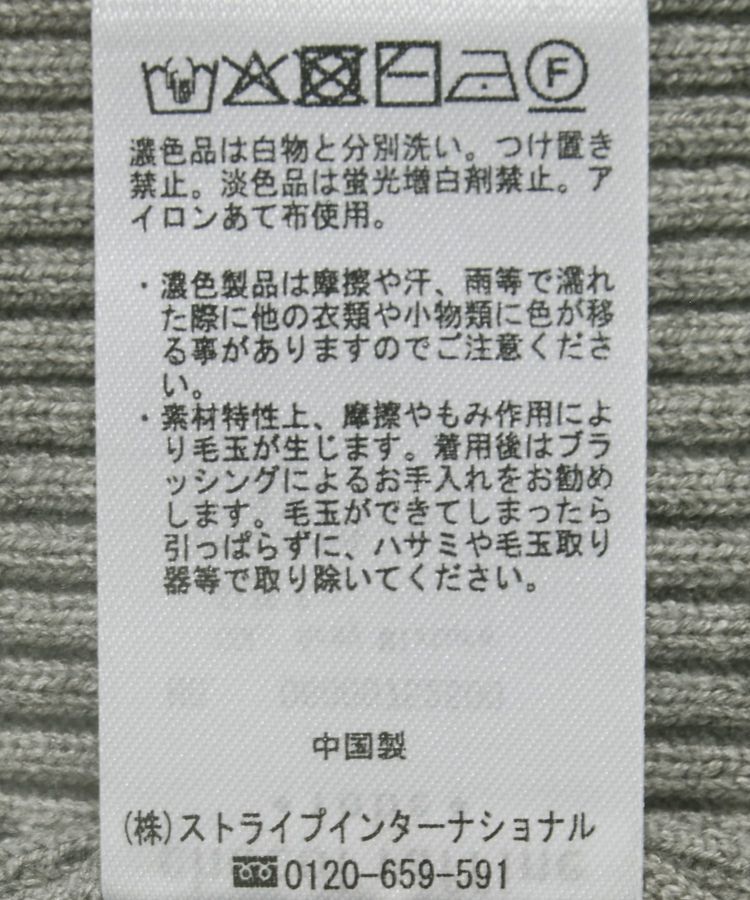 F
濃色品は白物と分別洗い。つけ置き
禁止。淡色品は蛍光増白剤禁止。ア
イロンあて布使用。
・濃色製品は摩擦や汗、雨等で濡れ
た際に他の衣類や小物類に色が移
る事がありますのでご注意くださ
い。
・素材特性上、摩擦やもみ作用によ
り毛玉が生じます。着用後はブラ
ッシングによるお手入れをお勧め
します。毛玉ができてしまったら
引っぱらずに、ハサミや毛玉取り
器等で取り除いてください。
中国製
(株)ストライプインターナショナル
0120-659-591